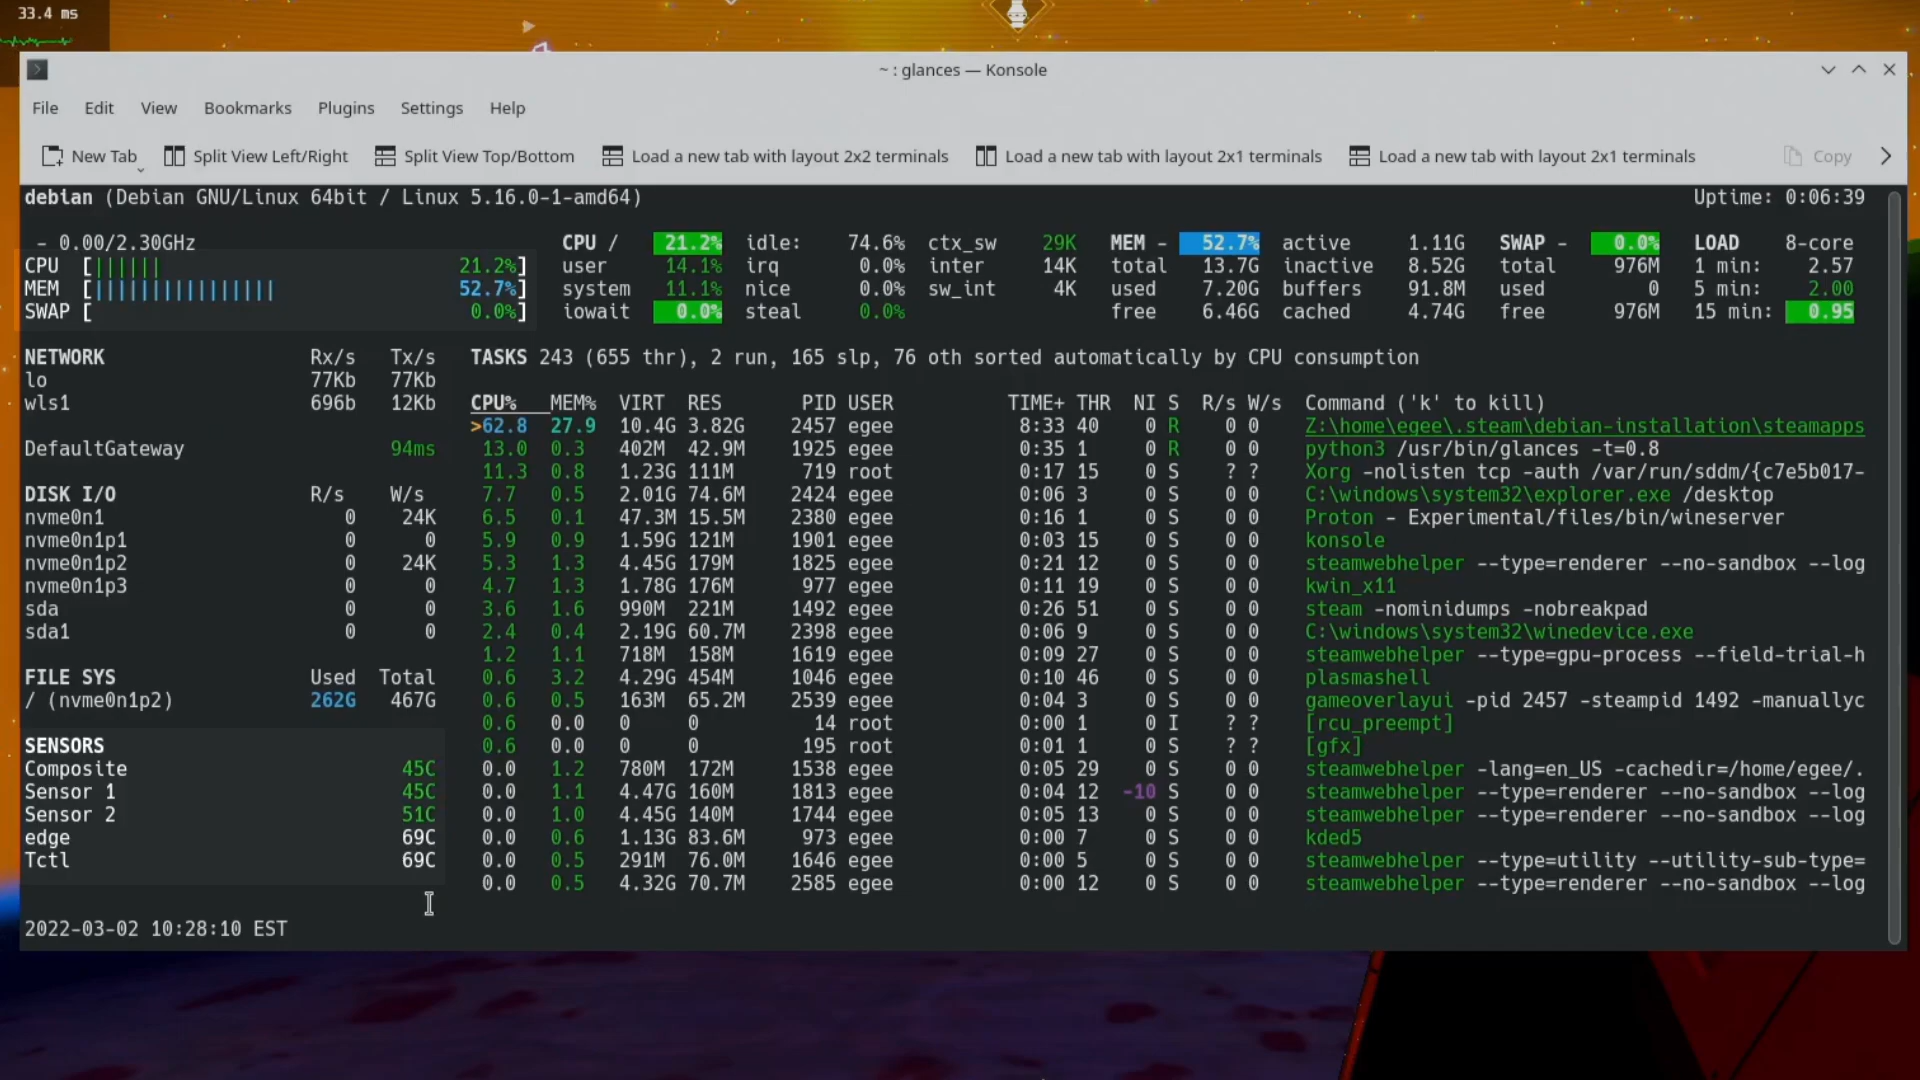 33.4 ms
~ : glances — Konsole
File Edit View Bookmarks Plugins Settings Help
New Tab Split View Left/Right Split View Top/Bottom Load a new tab with layout 2x2 terminals Load a new tab with layout 2x1 terminals Load a new tab with layout 2x1 terminals Copy
debian (Debian GNU/Linux 64bit / Linux 5.16.0-1-amd64) Uptime: 0:06:39
- 0.00/2.30GHz CPU / 21.2% idle: 74.6% ctx_sw 29K MEM - 52.7% active 1.11G SWAP - 0.0% LOAD 8-core
CPU [|||||| 21.2%] user 14.1% irq 0.0% inter 14K total 13.7G inactive 8.52G total 976M 1 min: 2.57
MEM [|||||||||||||||| 52.7%] system 11.1% nice 0.0% sw_int 4K used 7.20G buffers 91.8M used 0 5 min: 2.00
SWAP [ 0.0%] iowait 0.0% steal 0.0% free 6.46G cached 4.74G free 976M 15 min: 0.95
NETWORK Rx/s Tx/s TASKS 243 (655 thr), 2 run, 165 slp, 76 oth sorted automatically by CPU consumption
lo 77Kb 77Kb
wls1 696b 12Kb CPU% MEM% VIRT RES PID USER TIME+ THR NI S R/s W/s Command ('k' to kill)
>62.8 27.9 10.4G 3.82G 2457 egee 8:33 40 0 R 0 0 Z:\home\egee\.steam\debian-installation\steamapps
DefaultGateway 94ms 13.0 0.3 402M 42.9M 1925 egee 0:35 1 0 R 0 0 python3 /usr/bin/glances -t=0.8
11.3 0.8 1.23G 111M 719 root 0:17 15 0 S ? ? Xorg -nolisten tcp -auth /var/run/sddm/{c7e5b017-
DISK I/O R/s W/s 7.7 0.5 2.01G 74.6M 2424 egee 0:06 3 0 S 0 0 C:\windows\system32\explorer.exe /desktop
nvme0n1 0 24K 6.5 0.1 47.3M 15.5M 2380 egee 0:16 1 0 S 0 0 Proton - Experimental/files/bin/wineserver
nvme0n1p1 0 0 5.9 0.9 1.59G 121M 1901 egee 0:03 15 0 S 0 0 konsole
nvme0n1p2 0 24K 5.3 1.3 4.45G 179M 1825 egee 0:21 12 0 S 0 0 steamwebhelper --type=renderer --no-sandbox --log
nvme0n1p3 0 0 4.7 1.3 1.78G 176M 977 egee 0:11 19 0 S 0 0 kwin_x11
sda 0 0 3.6 1.6 990M 221M 1492 egee 0:26 51 0 S 0 0 steam -nominidumps -nobreakpad
sda1 0 0 2.4 0.4 2.19G 60.7M 2398 egee 0:06 9 0 S 0 0 C:\windows\system32\winedevice.exe
1.2 1.1 718M 158M 1619 egee 0:09 27 0 S 0 0 steamwebhelper --type=gpu-process --field-trial-h
FILE SYS Used Total 0.6 3.2 4.29G 454M 1046 egee 0:10 46 0 S 0 0 plasmashell
/ (nvme0n1p2) 262G 467G 0.6 0.5 163M 65.2M 2539 egee 0:04 3 0 S 0 0 gameoverlayui -pid 2457 -steampid 1492 -manuallyc
0.6 0.0 0 0 14 root 0:00 1 0 I ? ? [rcu_preempt]
SENSORS 0.6 0.0 0 0 195 root 0:01 1 0 S ? ? [gfx]
Composite 45C 0.0 1.2 780M 172M 1538 egee 0:05 29 0 S 0 0 steamwebhelper -lang=en_US -cachedir=/home/egee/.
Sensor 1 45C 0.0 1.1 4.47G 160M 1813 egee 0:04 12 -10 S 0 0 steamwebhelper --type=renderer --no-sandbox --log
Sensor 2 51C 0.0 1.0 4.45G 140M 1744 egee 0:05 13 0 S 0 0 steamwebhelper --type=renderer --no-sandbox --log
edge 69C 0.0 0.6 1.13G 83.6M 973 egee 0:00 7 0 S 0 0 kded5
Tctl 69C 0.0 0.5 291M 76.0M 1646 egee 0:00 5 0 S 0 0 steamwebhelper --type=utility --utility-sub-type=
0.0 0.5 4.32G 70.7M 2585 egee 0:00 12 0 S 0 0 steamwebhelper --type=renderer --no-sandbox --log
2022-03-02 10:28:10 EST